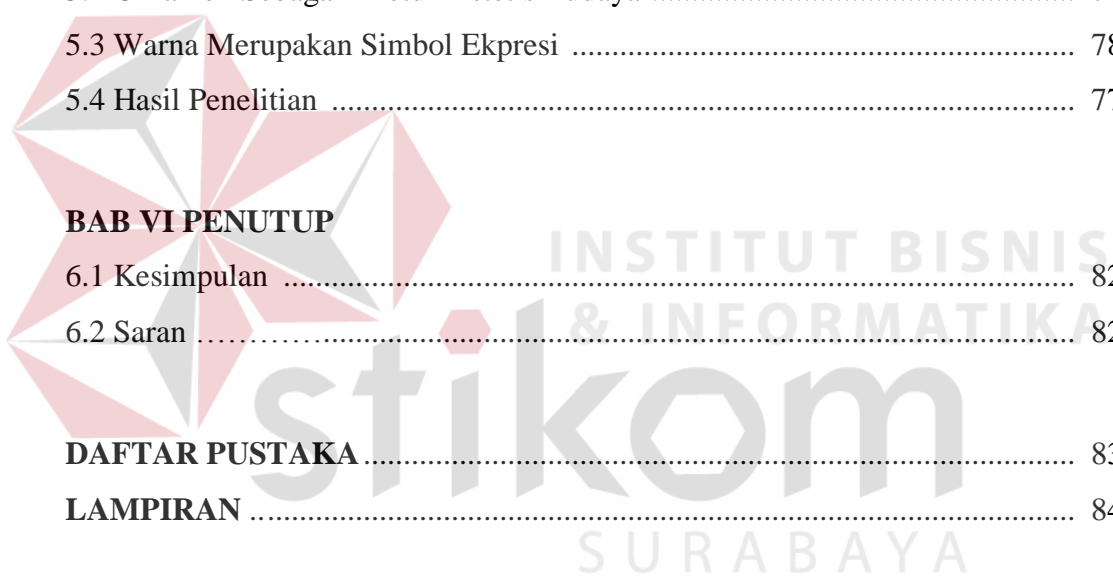 5.3 Warna Merupakan Simbol Ekpresi ............................................................... 78
5.4 Hasil Penelitian ............................................................................................. 77
BAB VI PENUTUP
6.1 Kesimpulan ................................................................................................... 82
6.2 Saran …………............................................................................................. 82
DAFTAR PUSTAKA ......................................................................................... 83
LAMPIRAN ....................................................................................................... 84
INSTITUT BISNIS
& INFORMATIKA
stikom
SURABAYA